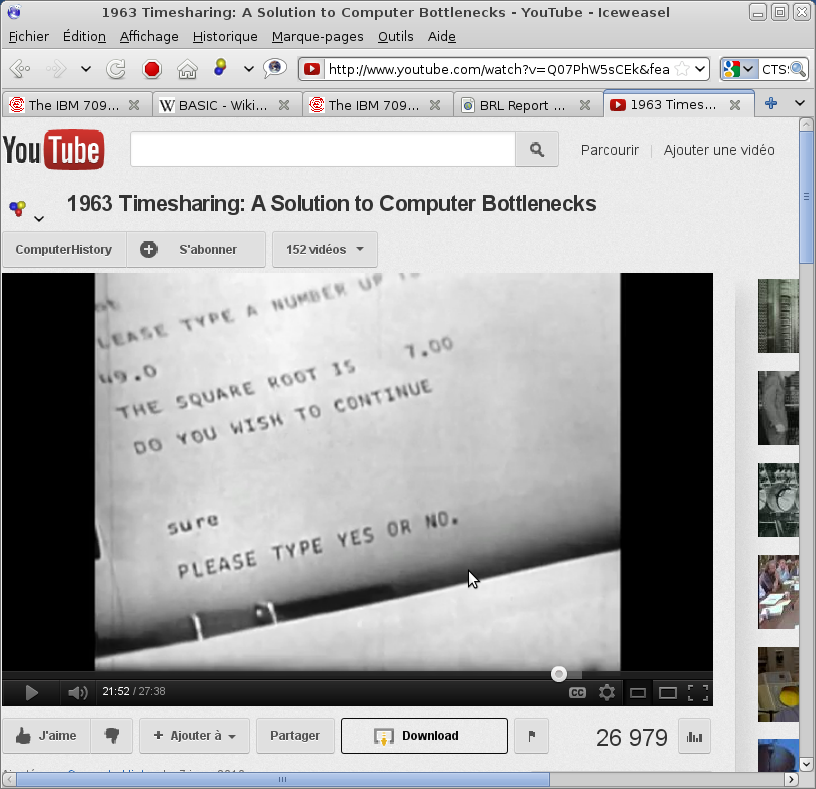 1963 Timesharing: A Solution to Computer Bottlenecks - YouTube - Iceweasel
Fichier Édition Affichage Historique Marque-pages Outils Aide
http://www.youtube.com/watch?v=Q07PhW5sCEk&fea CTS
The IBM 709... BASIC - Wiki... The IBM 709... BRL Report ... 1963 Times...
YouTube Parcourir Ajouter une vidéo
1963 Timesharing: A Solution to Computer Bottlenecks
ComputerHistory S'abonner 152 vidéos
LEASE TYPE A NUMBER UP
49.0
THE SQUARE ROOT IS 7.00
DO YOU WISH TO CONTINUE
sure
PLEASE TYPE YES OR NO.
21:52 / 27:38 CC
J'aime Ajouter à Partager Download 26 979